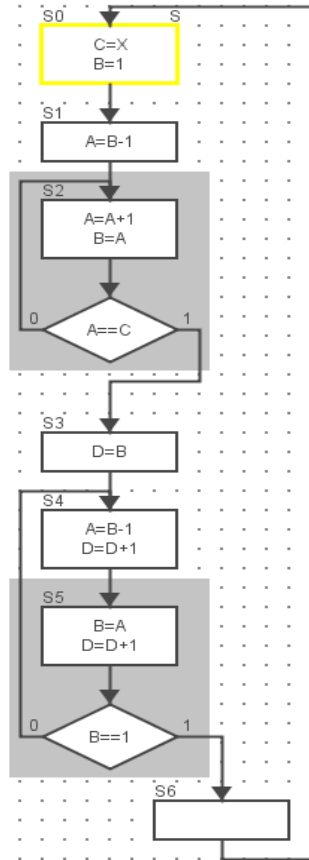 S0 S
C=X
B=1
S1
A=B-1
S2
A=A+1
B=A
0 A==C 1
S3
D=B
S4
A=B-1
D=D+1
S5
B=A
D=D+1
0 B==1 1
S6